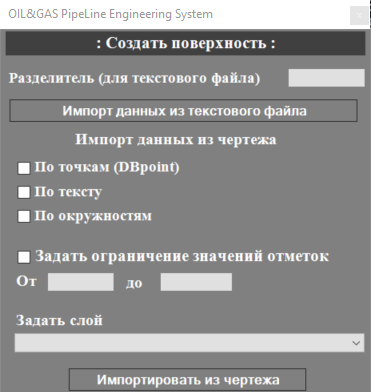 OIL&GAS PipeLine Engineering System
x
: Создать поверхность :
Разделитель (для текстового файла)
Импорт данных из текстового файла
Импорт данных из чертежа
По точкам (DBpoint)
По тексту
По окружностям
Задать ограничение значений отметок
От до
Задать слой
Импортировать из чертежа